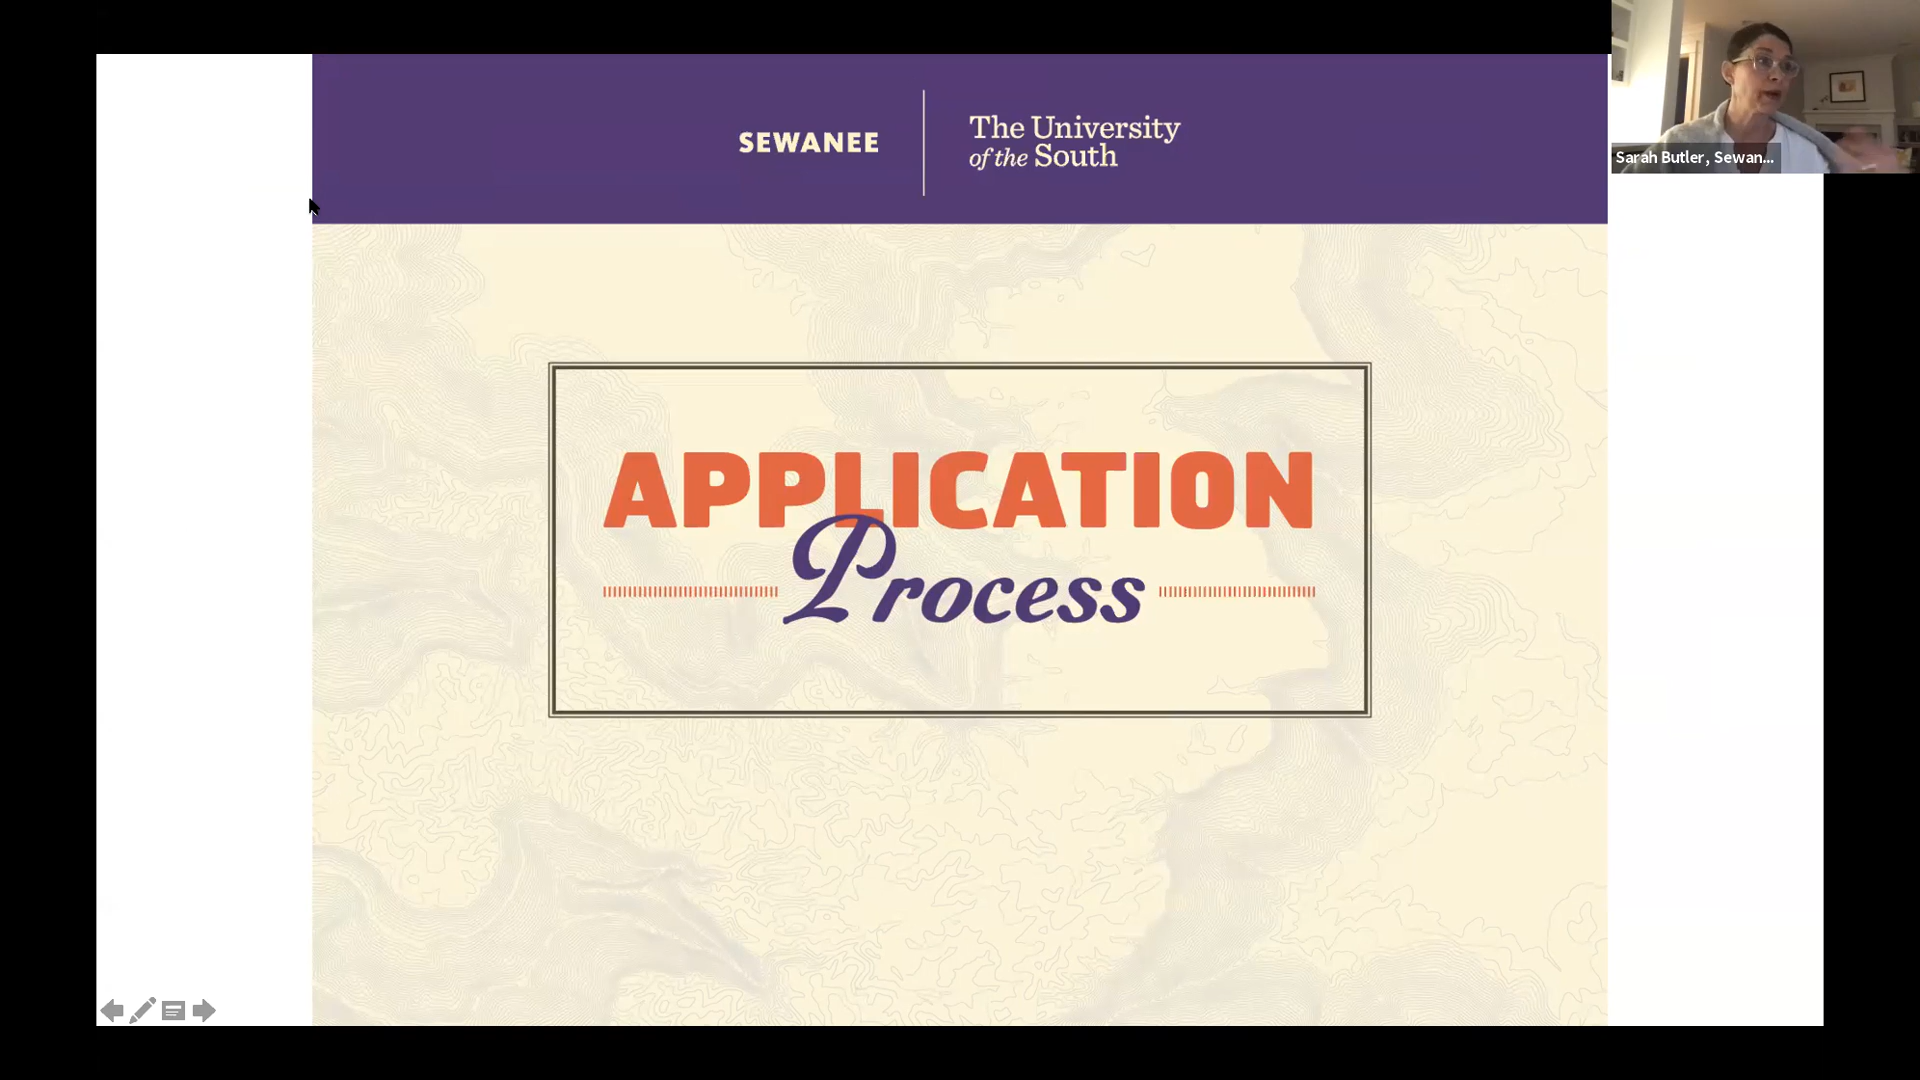 SEWANEE
The University
of the South
Sarah Butler, Sewan...
APPLICATION
Process